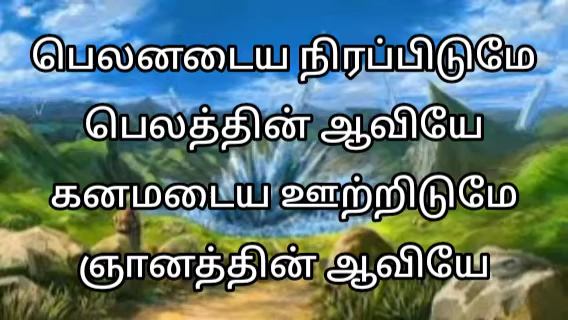 பெலனடைய நிரப்பிடுமே
பெலத்தின் ஆவியே
கனமடைய ஊற்றிடுமே
ஞானத்தின் ஆவியே